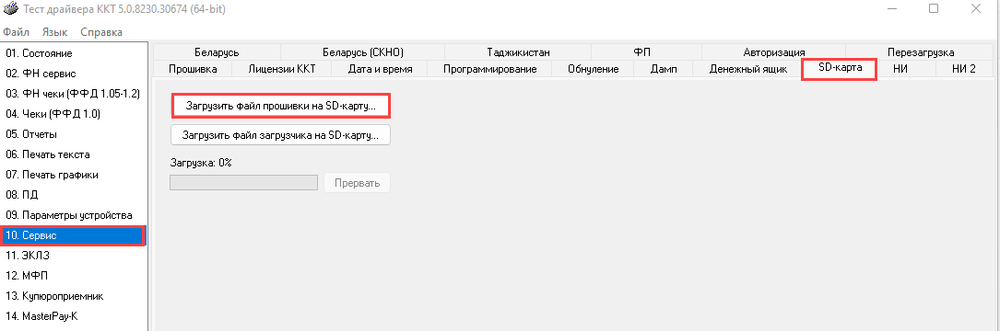 Тест драйвера ККТ 5.0.8230.30674 (64-bit)
Файл Язык Справка
01. Состояние
02. ФН сервис
03. ФН чеки (ФФД 1.05-1.2)
04. Чеки (ФФД 1.0)
05. Отчеты
06. Печать текста
07. Печать графики
08. ПД
09. Параметры устройства
10. Сервис
11. ЭКЛЗ
12. МФП
13. Купюроприемник
14. MasterPay-K
Беларусь Беларусь (СКНО) Таджикистан ФП Авторизация Перезагрузка
Прошивка Лицензии ККТ Дата и время Программирование Обнуление Дамп Денежный ящик SD-карта НИ НИ 2
Загрузить файл прошивки на SD-карту...
Загрузить файл загрузчика на SD-карту...
Загрузка: 0%
Прервать